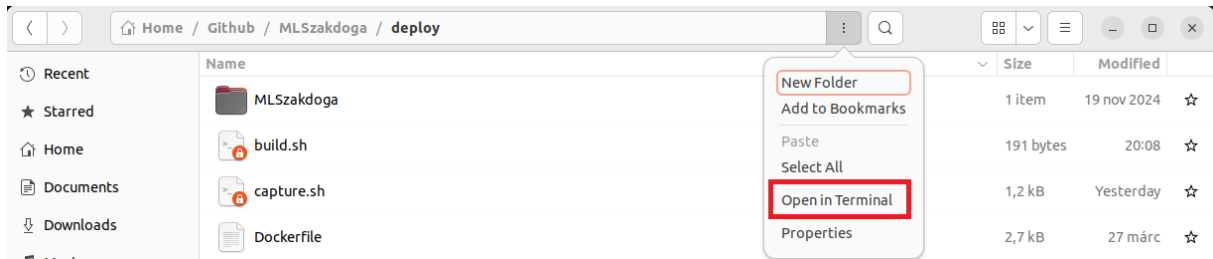 Home / Github / MLSzakdoga / deploy
Recent
Starred
Home
Documents
Downloads
Name Size Modified
MLSzakdoga 1 item 19 nov 2024
build.sh 191 bytes 20:08
capture.sh 1,2 kB Yesterday
Dockerfile 2,7 kB 27 márc
New Folder
Add to Bookmarks
Paste
Select All
Open in Terminal
Properties